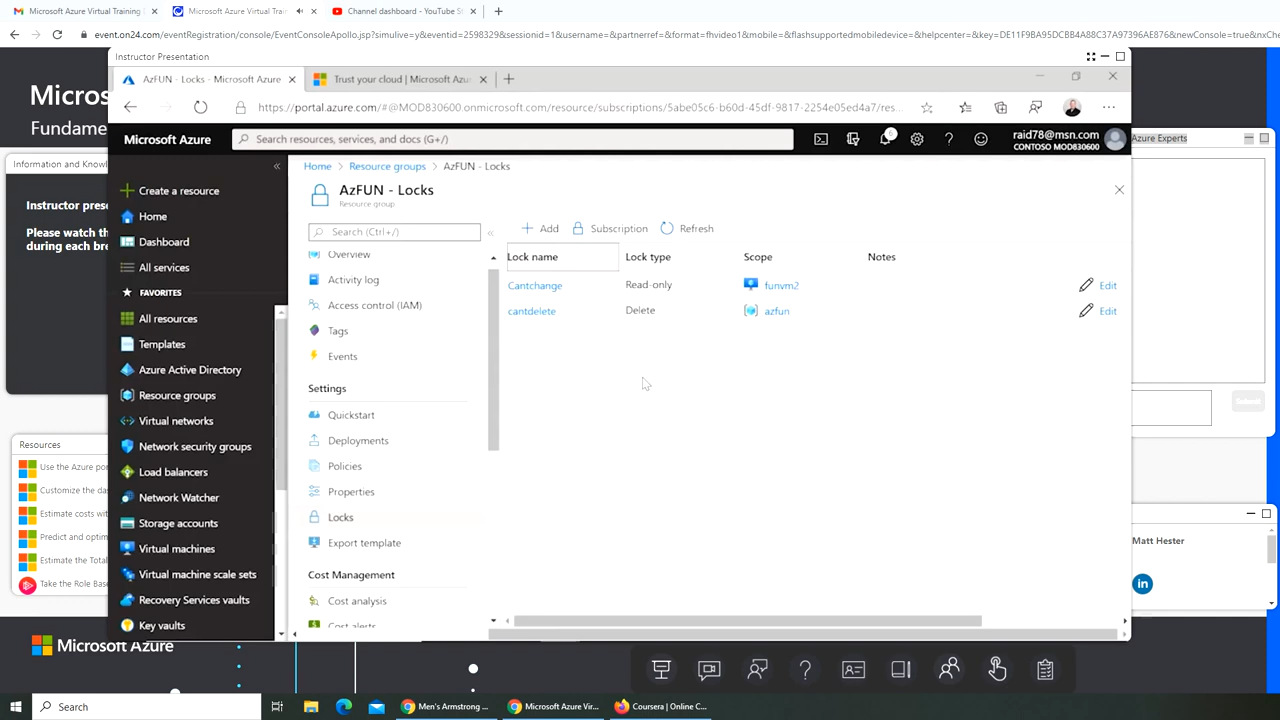 Microsoft Azure Virtual Training
Microsoft Azure Virtual Trai
Channel dashboard - YouTube St
event.on24.com/eventRegistration/console/EventConsoleApollo.jsp?simulive=y&eventid=2598329&sessionid=1&username=&partnerref=&format=fhvideo1&mobile=&flashsupportedmobiledevice=&helpcenter=&key=DE11F9BA95DCBB4A88C37A97396AE876&newConsole=true&nxChe
Instructor Presentation
AzFUN - Locks - Microsoft Azure
Trust your cloud | Microsoft Azu
https://portal.azure.com/#@MOD830600.onmicrosoft.com/resource/subscriptions/5abe05c6-b60d-45df-9817-2254e05ed4a7/res...
Micros
Fundame
Microsoft Azure
Search resources, services, and docs (G+/)
6
raid78@msn.com
CONTOSO MOD830600
Azure Experts
Information and Knowl
Instructor pres
Please watch th
during each bre
Create a resource
Home
Dashboard
All services
FAVORITES
All resources
Templates
Azure Active Directory
Resource groups
Virtual networks
Network security groups
Load balancers
Network Watcher
Storage accounts
Virtual machines
Virtual machine scale sets
Recovery Services vaults
Key vaults
Home > Resource groups > AzFUN - Locks
AzFUN - Locks
Resource group
Search (Ctrl+/)
Overview
Activity log
Access control (IAM)
Tags
Events
Settings
Quickstart
Deployments
Policies
Properties
Locks
Export template
Cost Management
Cost analysis
Cost alerts
Add
Subscription
Refresh
Lock name Lock type Scope Notes
Cantchange Read-only funvm2 Edit
cantdelete Delete azfun Edit
Submit
Resources
Use the Azure por
Customize the das
Estimate costs wit
Predict and optim
Estimate the Total
Take the Role Base
Matt Hester
in
Microsoft Azure
Search
Men's Armstrong ...
Microsoft Azure Vir...
Coursera | Online C...